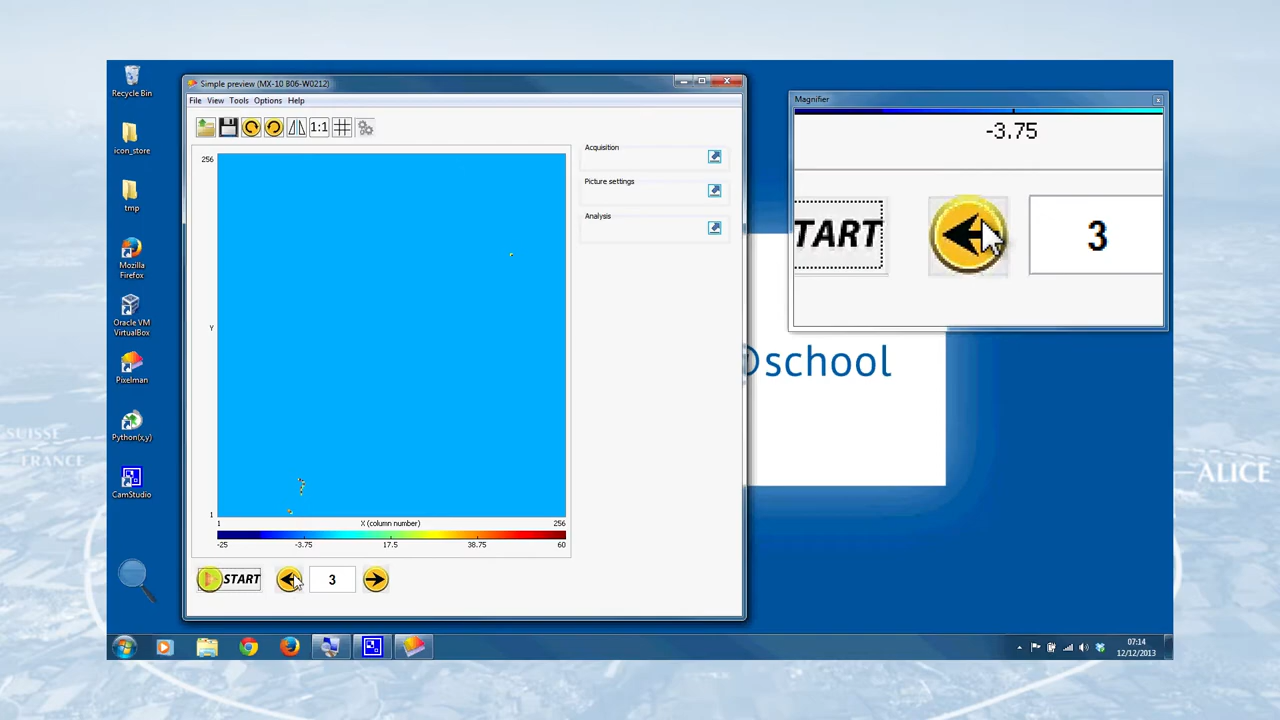 Recycle Bin
icon_store
tmp
Mozilla
Firefox
Oracle VM
VirtualBox
Pixelman
Python(x,y)
CamStudio
Simple preview (MX-10 B06-W0212)
File View Tools Options Help
1:1
256
Y
1
1 X (column number) 256
-25 -3.75 17.5 38.75 60
START 3
Acquisition
Picture settings
Analysis
Magnifier
-3.75
TART 3
@school
SUISSE
FRANCE
ALICE
07:14
12/12/2013